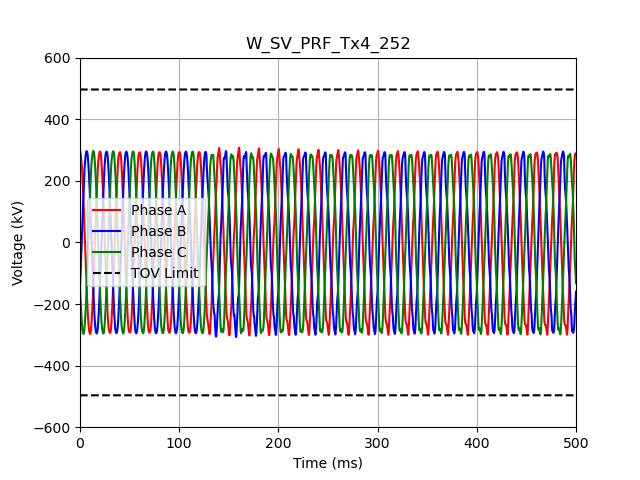 W_SV_PRF_Tx4_252
600
400
200
0
−200
−400
−600
Voltage (kV)
Phase A
Phase B
Phase C
TOV Limit
0 100 200 300 400 500
Time (ms)